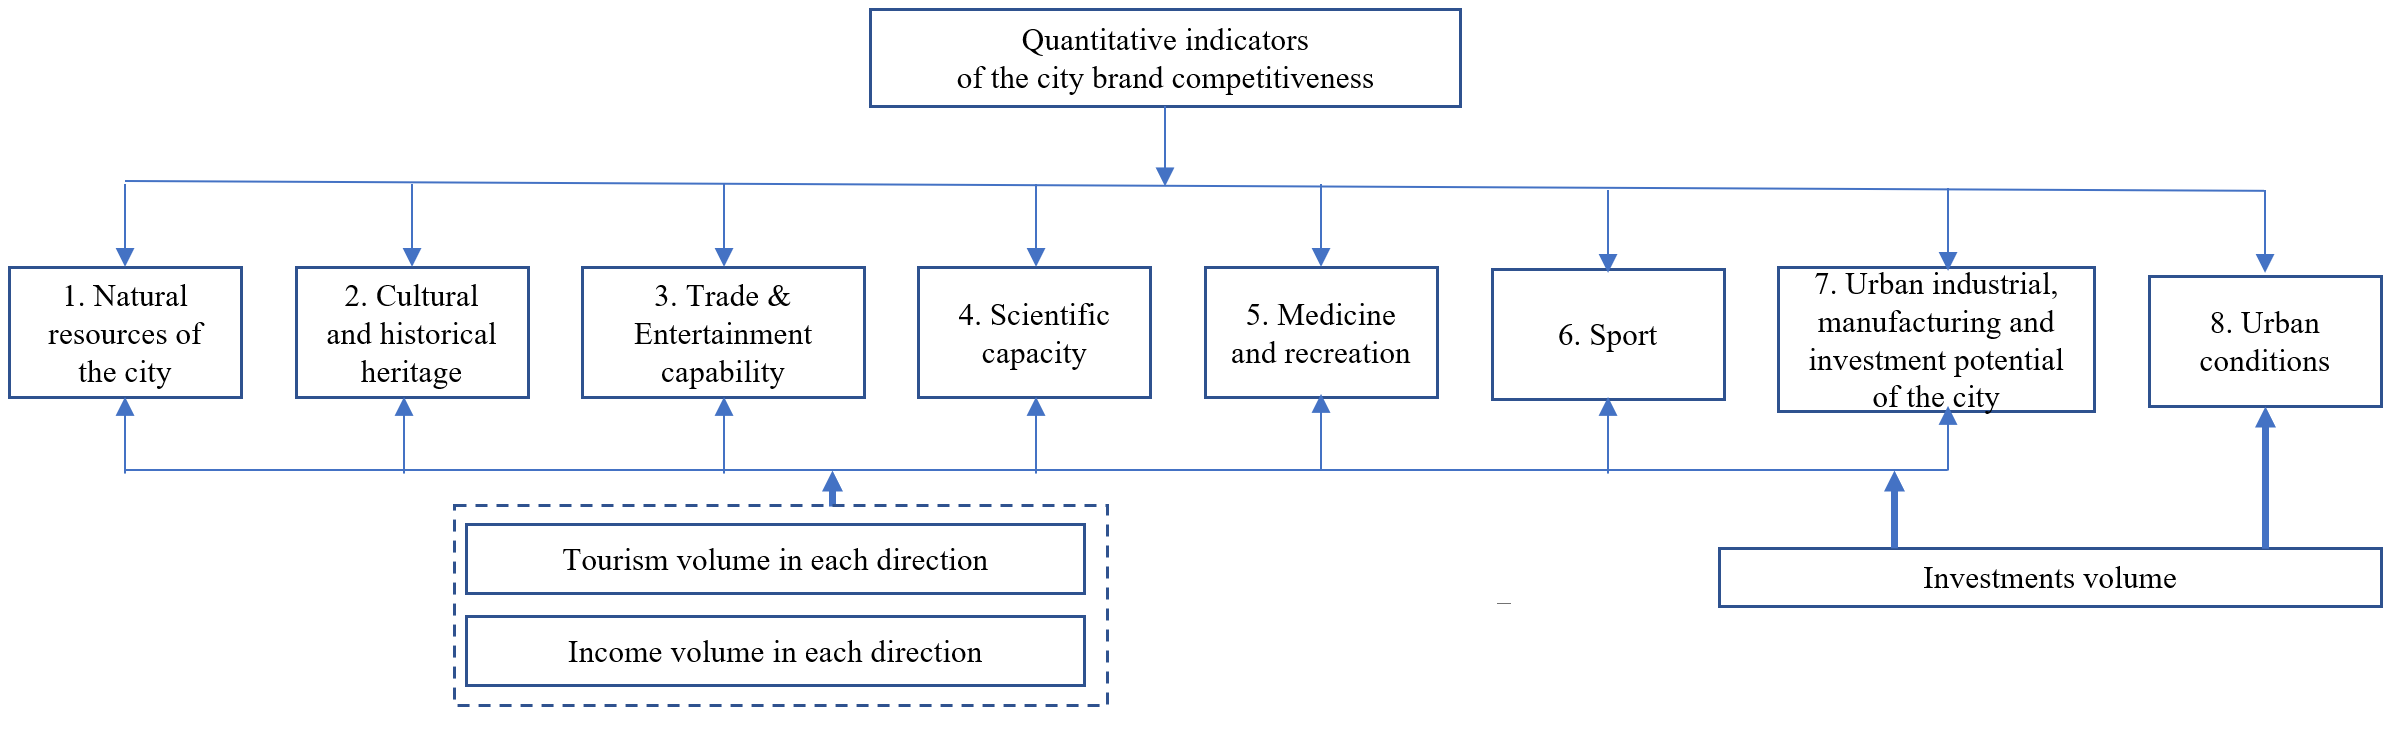 Quantitative indicators
of the city brand competitiveness
1. Natural
resources of
the city
2. Cultural
and historical
heritage
3. Trade &
Entertainment
capability
4. Scientific
capacity
5. Medicine
and recreation
6. Sport
7. Urban industrial,
manufacturing and
investment potential
of the city
8. Urban
conditions
Tourism volume in each direction
Income volume in each direction
Investments volume